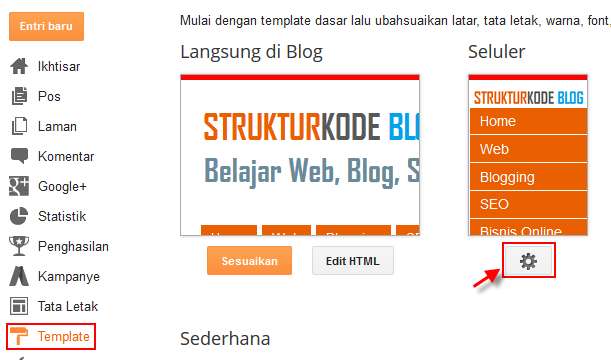 Entri baru
Ikhtisar
Pos
Laman
Komentar
Google+
Statistik
Penghasilan
Kampanye
Tata Letak
Template
Mulai dengan template dasar lalu ubahsuaikan latar, tata letak, warna, font,
Langsung di Blog
STRUKTURKODE BL
Belajar Web, Blog, S
Sesuaikan
Edit HTML
Seluler
STRUKTURKODE BLOG
Home
Web
Blogging
SEO
Bisnis Online
Sederhana